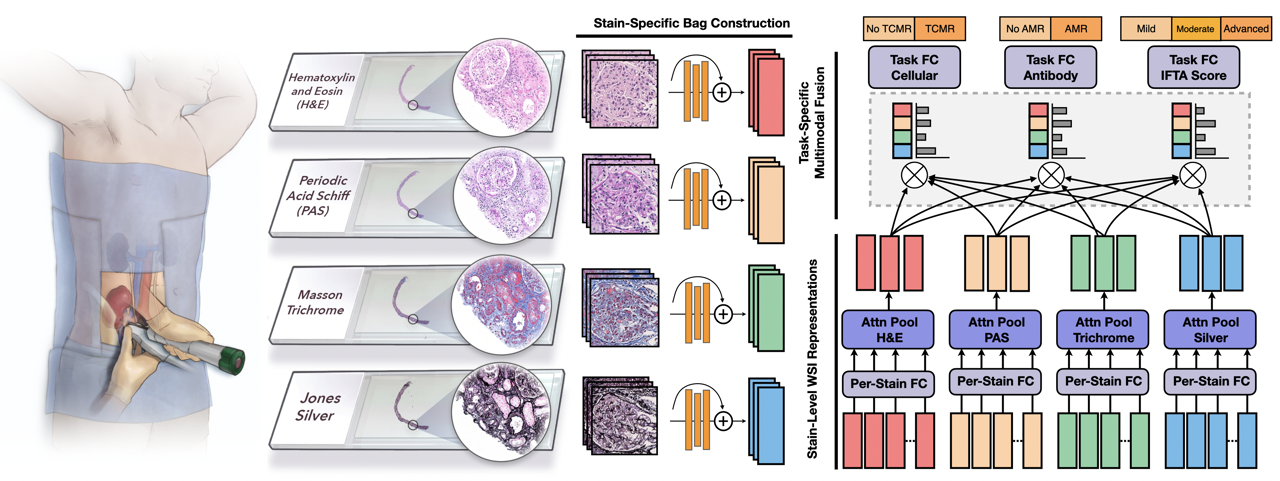 Stain-Specific Bag Construction
Hematoxylin
and Eosin
(H&E)
Periodic
Acid Schiff
(PAS)
Masson
Trichrome
Jones
Silver
Task-Specific
Multimodal Fusion
No TCMR TCMR
No AMR AMR
Mild Moderate Advanced
Task FC
Cellular
Task FC
Antibody
Task FC
IFTA Score
Stain-Level WSI Representations
Attn Pool
H&E
Attn Pool
PAS
Attn Pool
Trichrome
Attn Pool
Silver
Per-Stain FC
Per-Stain FC
Per-Stain FC
Per-Stain FC